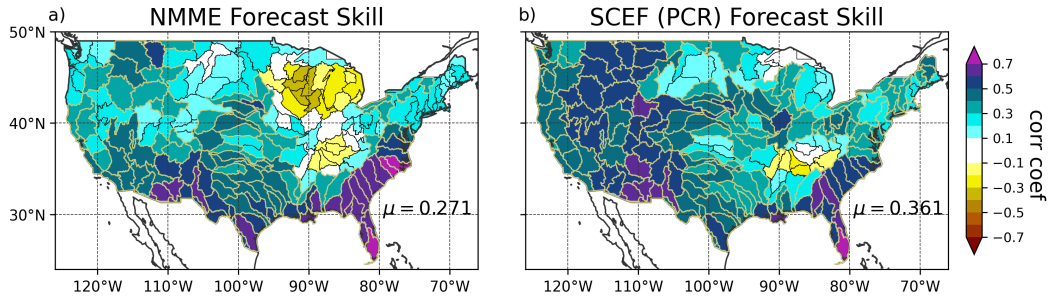 a) NMME Forecast Skill
50°N
40°N
30°N
μ = 0.271
120°W 110°W 100°W 90°W 80°W 70°W
b) SCEF (PCR) Forecast Skill
μ = 0.361
120°W 110°W 100°W 90°W 80°W 70°W
0.7
0.5
0.3
0.1
−0.1
−0.3
−0.5
−0.7
corr coef